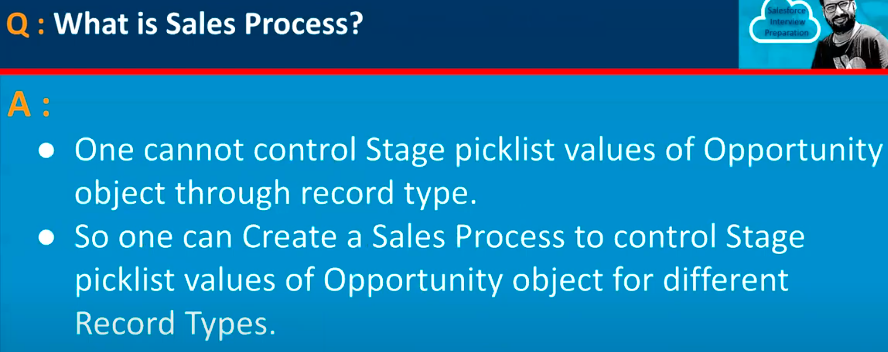 Q : What is Sales Process?
Salesforce
Interview
Preparation
A :
● One cannot control Stage picklist values of Opportunity
object through record type.
● So one can Create a Sales Process to control Stage
picklist values of Opportunity object for different
Record Types.